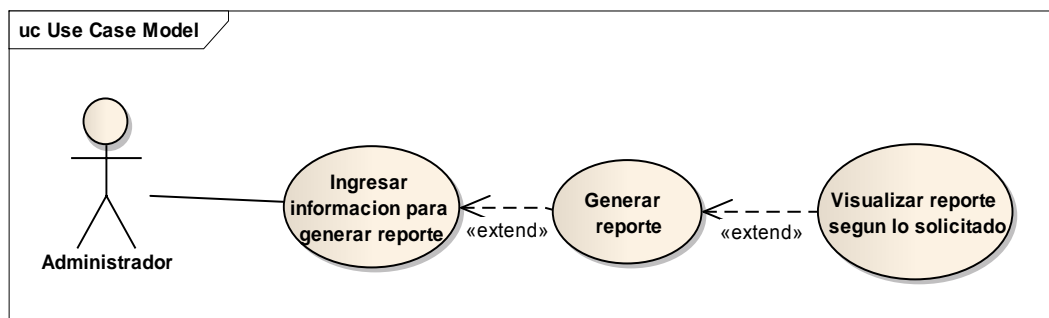 uc Use Case Model
Administrador
Ingresar
informacion para
generar reporte
«extend»
Generar
reporte
«extend»
Visualizar reporte
segun lo solicitado